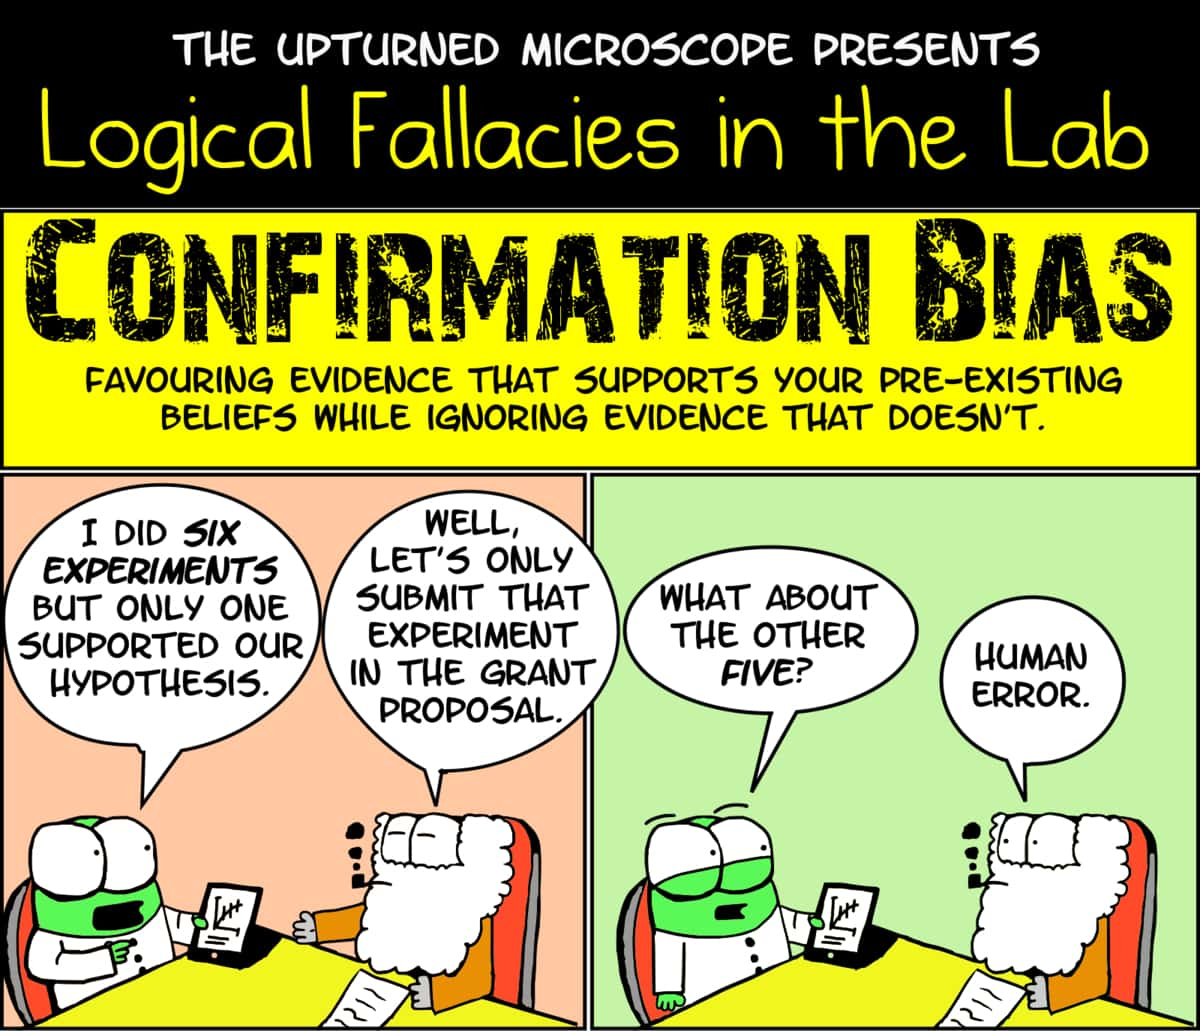 THE UPTURNED MICROSCOPE PRESENTS
Logical Fallacies in the Lab
CONFIRMATION BIAS
FAVOURING EVIDENCE THAT SUPPORTS YOUR PRE-EXISTING
BELIEFS WHILE IGNORING EVIDENCE THAT DOESN'T.
I DID SIX
EXPERIMENTS
BUT ONLY ONE
SUPPORTED OUR
HYPOTHESIS.
WELL,
LET'S ONLY
SUBMIT THAT
EXPERIMENT
IN THE GRANT
PROPOSAL.
WHAT ABOUT
THE OTHER
FIVE?
HUMAN
ERROR.